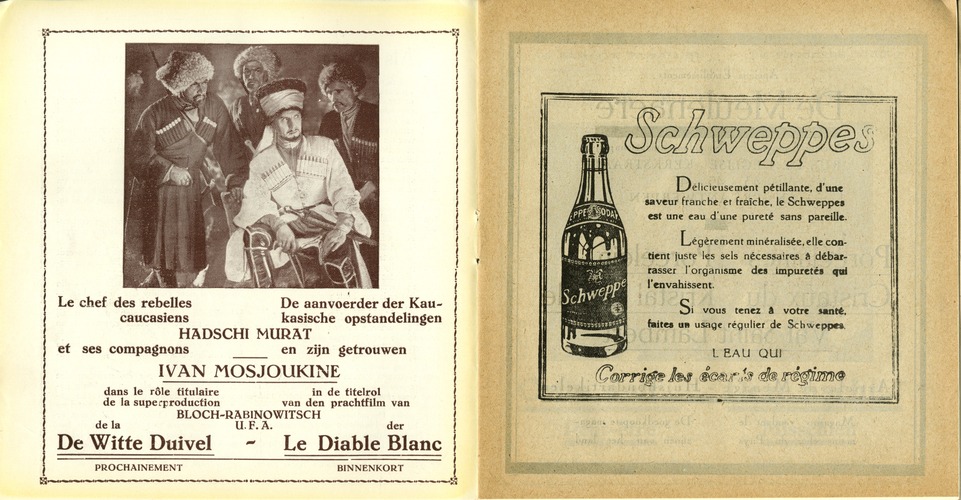 Le chef des rebelles
caucasiens
De aanvoerder der Kau-
kasische opstandelingen
HADSCHI MURAT
et ses compagnons
en zijn getrouwen
IVAN MOSJOUKINE
dans le rôle titulaire
de la superproduction
in de titelrol
van den prachtfilm van
BLOCH-RABINOWITSCH
de la
U.F.A.
der
De Witte Duivel - Le Diable Blanc
PROCHAINEMENT
BINNENKORT
Schweppes
Délicieusement pétillante, d'une
saveur franche et fraîche, le Schweppes
est une eau d'une pureté sans pareille.
Légèrement minéralisée, elle con-
tient juste les sels nécessaires à débar-
rasser l'organisme des impuretés qui
l'envahissent.
Si vous tenez à votre santé,
faites un usage régulier de Schweppes.
L EAU QUI
Corrige les écarts de régime
PPE'S SODA
Schweppe